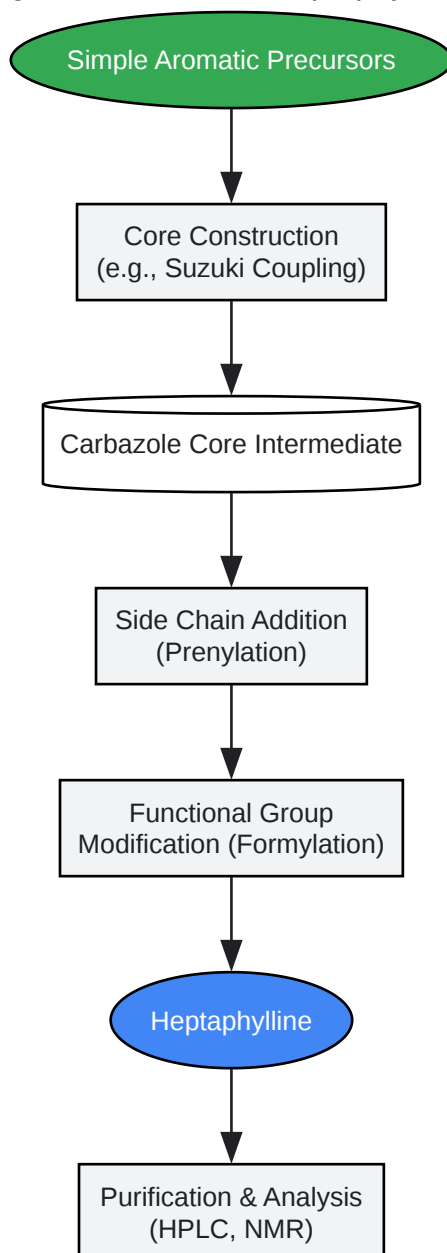 Simple Aromatic Precursors
Core Construction
(e.g., Suzuki Coupling)
Carbazole Core Intermediate
Side Chain Addition
(Prenylation)
Functional Group
Modification (Formylation)
Heptaphylline
Purification & Analysis
(HPLC, NMR)